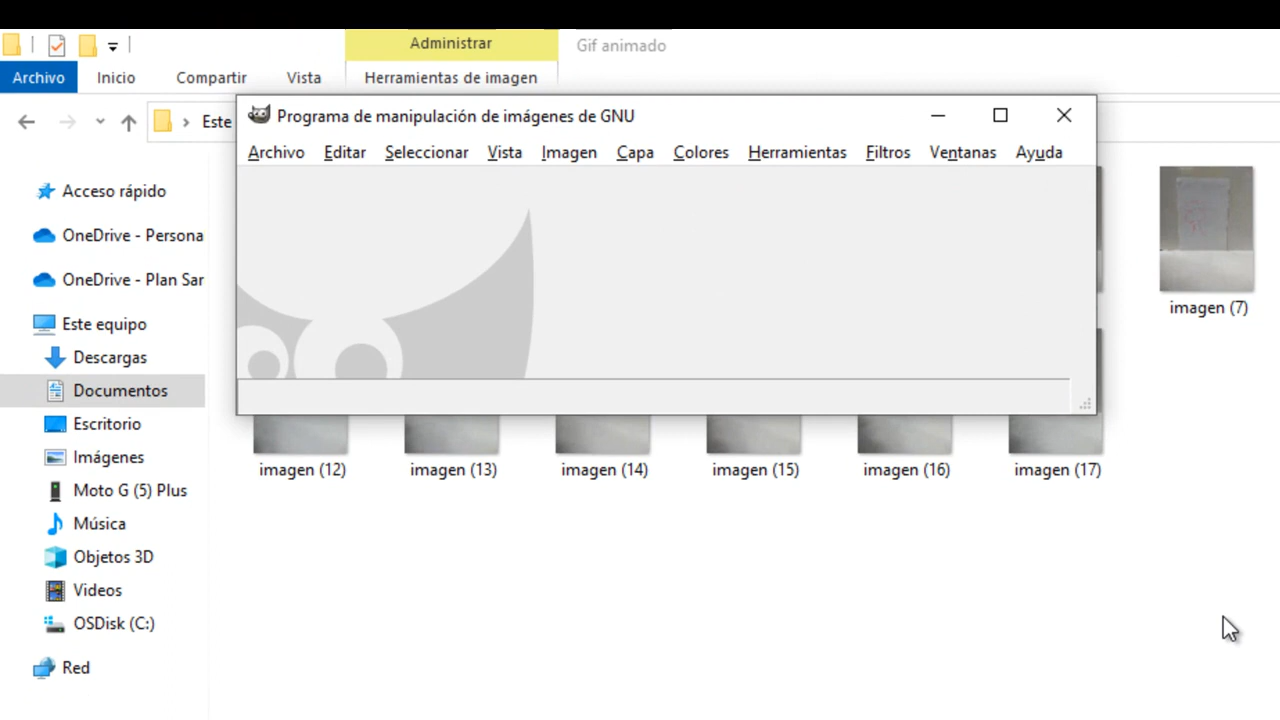 Administrar
Gif animado
Archivo
Inicio
Compartir
Vista
Herramientas de imagen
Este
Programa de manipulación de imágenes de GNU
Archivo
Editar
Seleccionar
Vista
Imagen
Capa
Colores
Herramientas
Filtros
Ventanas
Ayuda
Acceso rápido
OneDrive - Persona
OneDrive - Plan Sar
Este equipo
Descargas
Documentos
Escritorio
Imágenes
Moto G (5) Plus
Música
Objetos 3D
Videos
OSDisk (C:)
Red
imagen (7)
imagen (12)
imagen (13)
imagen (14)
imagen (15)
imagen (16)
imagen (17)